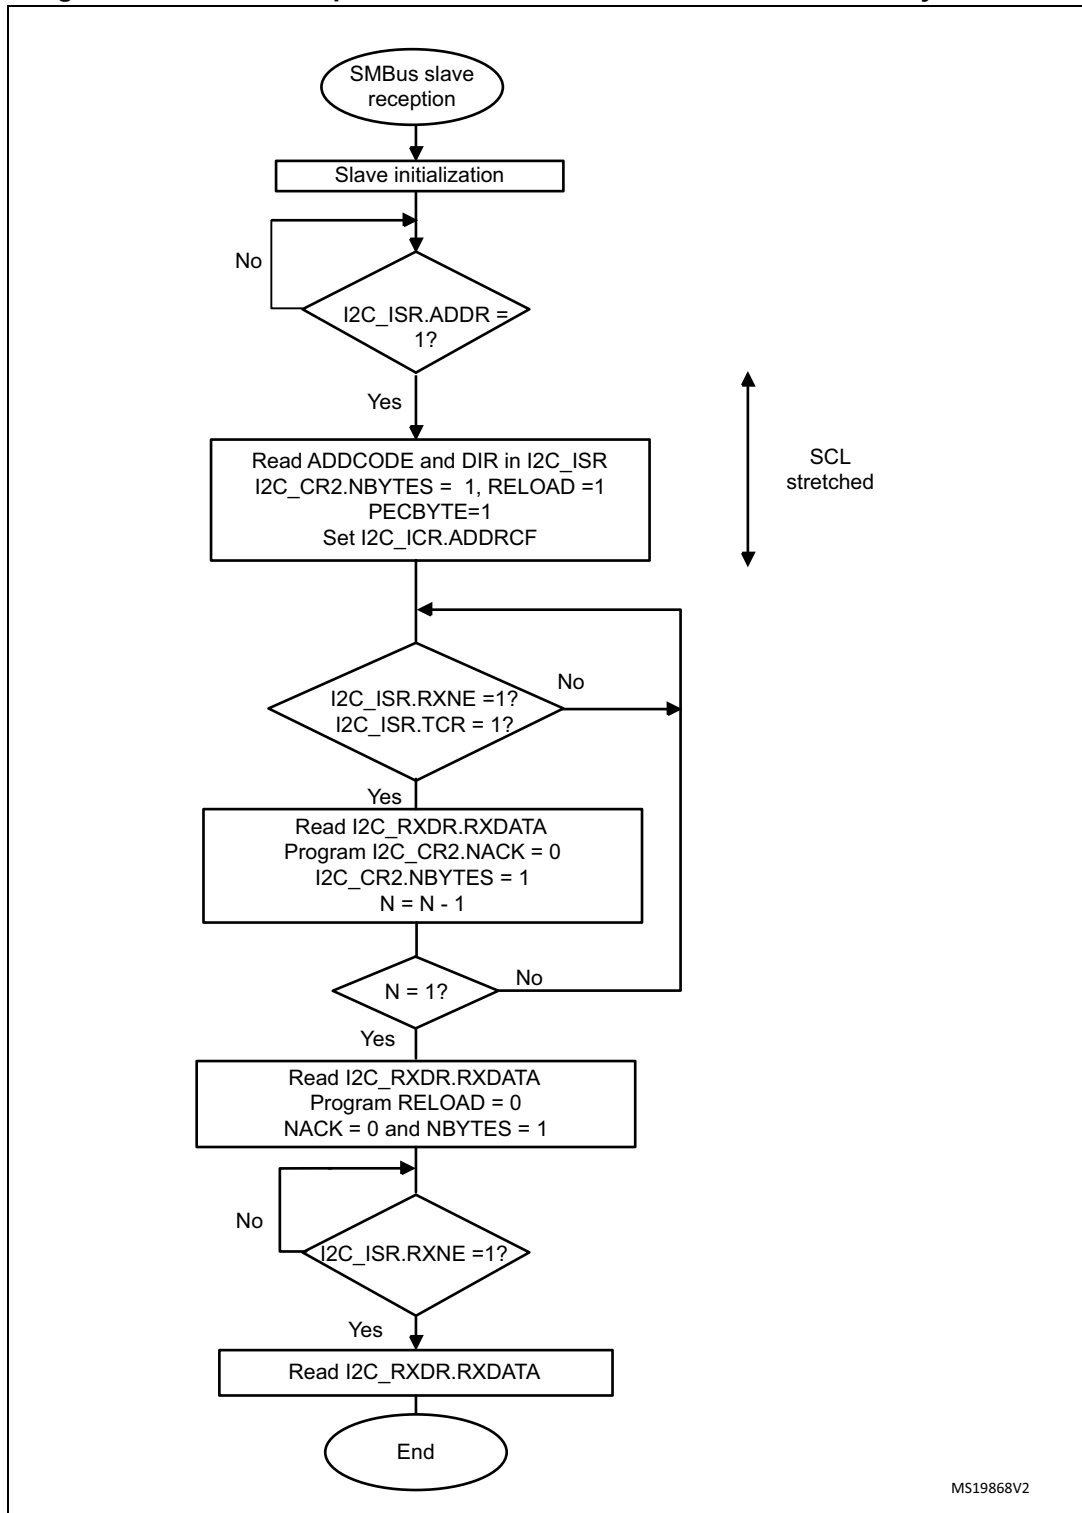 SMBus slave
reception
Slave initialization
No
I2C_ISR.ADDR =
1?
Yes
Read ADDCODE and DIR in I2C_ISR
I2C_CR2.NBYTES = 1, RELOAD =1
PECBYTE=1
Set I2C_ICR.ADDRCF
SCL
stretched
I2C_ISR.RXNE =1?
I2C_ISR.TCR = 1?
No
Yes
Read I2C_RXDR.RXDATA
Program I2C_CR2.NACK = 0
I2C_CR2.NBYTES = 1
N = N - 1
N = 1?
No
Yes
Read I2C_RXDR.RXDATA
Program RELOAD = 0
NACK = 0 and NBYTES = 1
No
I2C_ISR.RXNE =1?
Yes
Read I2C_RXDR.RXDATA
End
MS19868V2